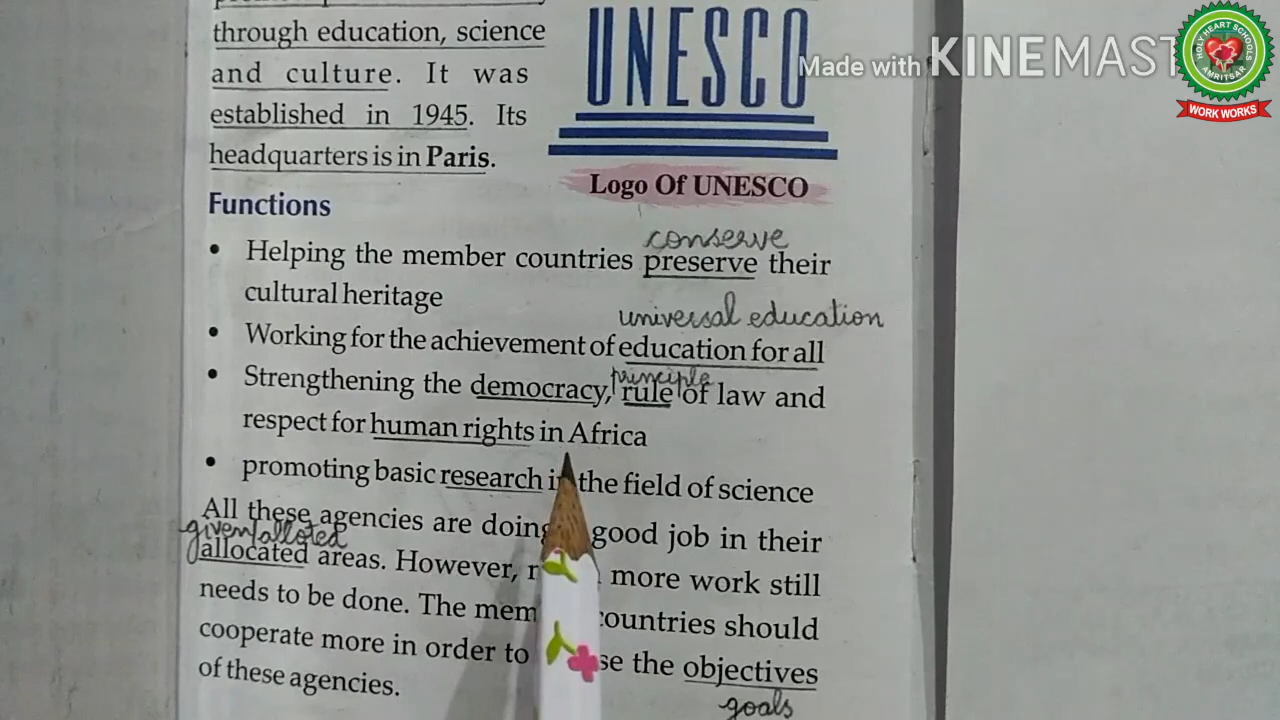 through education, science
and culture. It was
established in 1945. Its
headquarters is in Paris.
UNESCO
Made with KINEMAST
HOLY HEART SCHOOLS
AMRITSAR
WORK WORKS
Logo Of UNESCO
Functions
conserve
• Helping the member countries preserve their
cultural heritage
universal education
• Working for the achievement of education for all
principle
• Strengthening the democracy, rule of law and
respect for human rights in Africa
• promoting basic research in the field of science
All these agencies are doing good job in their
given/alloted
allocated areas. However, more work still
needs to be done. The mem countries should
cooperate more in order to the objectives
goals
of these agencies.